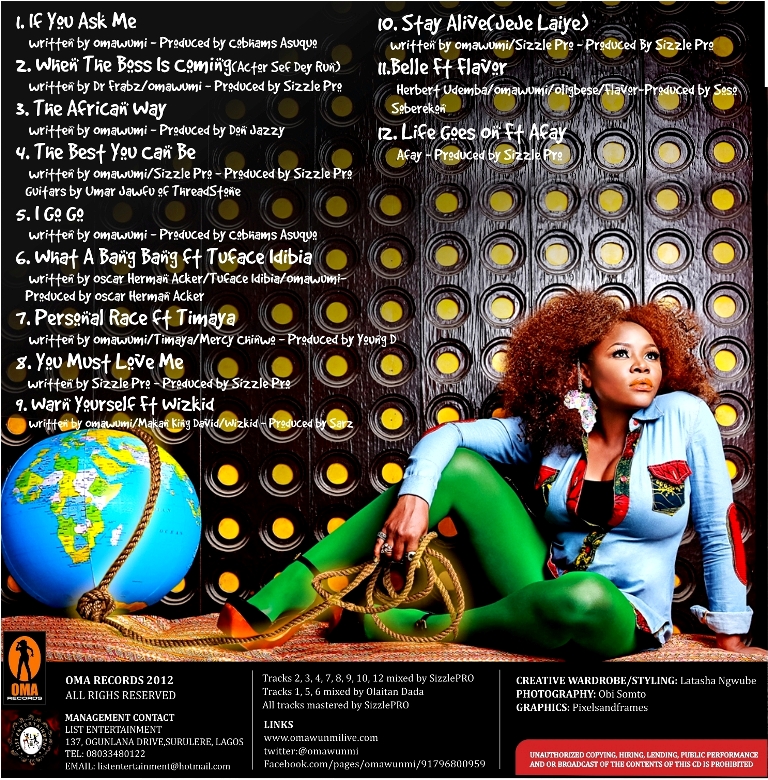 1. If You Ask Me
written by Omawumi - Produced by Cobhams Asuquo
2. When The Boss Is Coming(Actor Sef Dey Run)
written by Dr Frabz/Omawumi - Produced by Sizzle Pro
3. The African Way
written by Omawumi - Produced by Don Jazzy
4. The Best You Can Be
written by Omawumi/Sizzle Pro - Produced by Sizzle Pro
Guitars by Umar Jawfu of ThreadStone
5. I Go Go
written by Omawumi - Produced by Cobhams Asuquo
6. What A Bang Bang ft Tuface Idibia
written by Oscar Herman Acker/Tuface Idibia/Omawumi-
Produced by Oscar Herman Acker
7. Personal Race ft Timaya
written by Omawumi/Timaya/Mercy Chinwo - Produced by Young D
8. You Must Love Me
written by Sizzle Pro - Produced by Sizzle Pro
9. Warn Yourself ft Wizkid
written by Omawumi/Makah King David/Wizkid - Produced by Sarz
10. Stay Alive(JeJe Laiye)
written by Omawumi/Sizzle Pro - Produced By Sizzle Pro
11.Belle ft flavor
Herbert Udemba/Omawumi/Oligbese/flavor-Produced by Soso
Soberekon
12. Life Goes On ft Afay
Afay - Produced by Sizzle Pro
OMA
RECORDS
OMA RECORDS 2012
ALL RIGHS RESERVED
MANAGEMENT CONTACT
LIST ENTERTAINMENT
137, OGUNLANA DRIVE,SURULERE, LAGOS
TEL: 08033480122
EMAIL: listentertainment@hotmail.com
Tracks 2, 3, 4, 7, 8, 9, 10, 12 mixed by SizzlePRO
Tracks 1, 5, 6 mixed by Olaitan Dada
All tracks mastered by SizzlePRO
LINKS
www.omawunmilive.com
twitter:@omawunmi
Facebook.com/pages/omawunmi/91796800959
CREATIVE WARDROBE/STYLING: Latasha Ngwube
PHOTOGRAPHY: Obi Somto
GRAPHICS: Pixelsandframes
UNAUTHORIZED COPYING, HIRING, LENDING, PUBLIC PERFORMANCE
AND OR BROADCAST OF THE CONTENTS OF THIS CD IS PROHIBITED